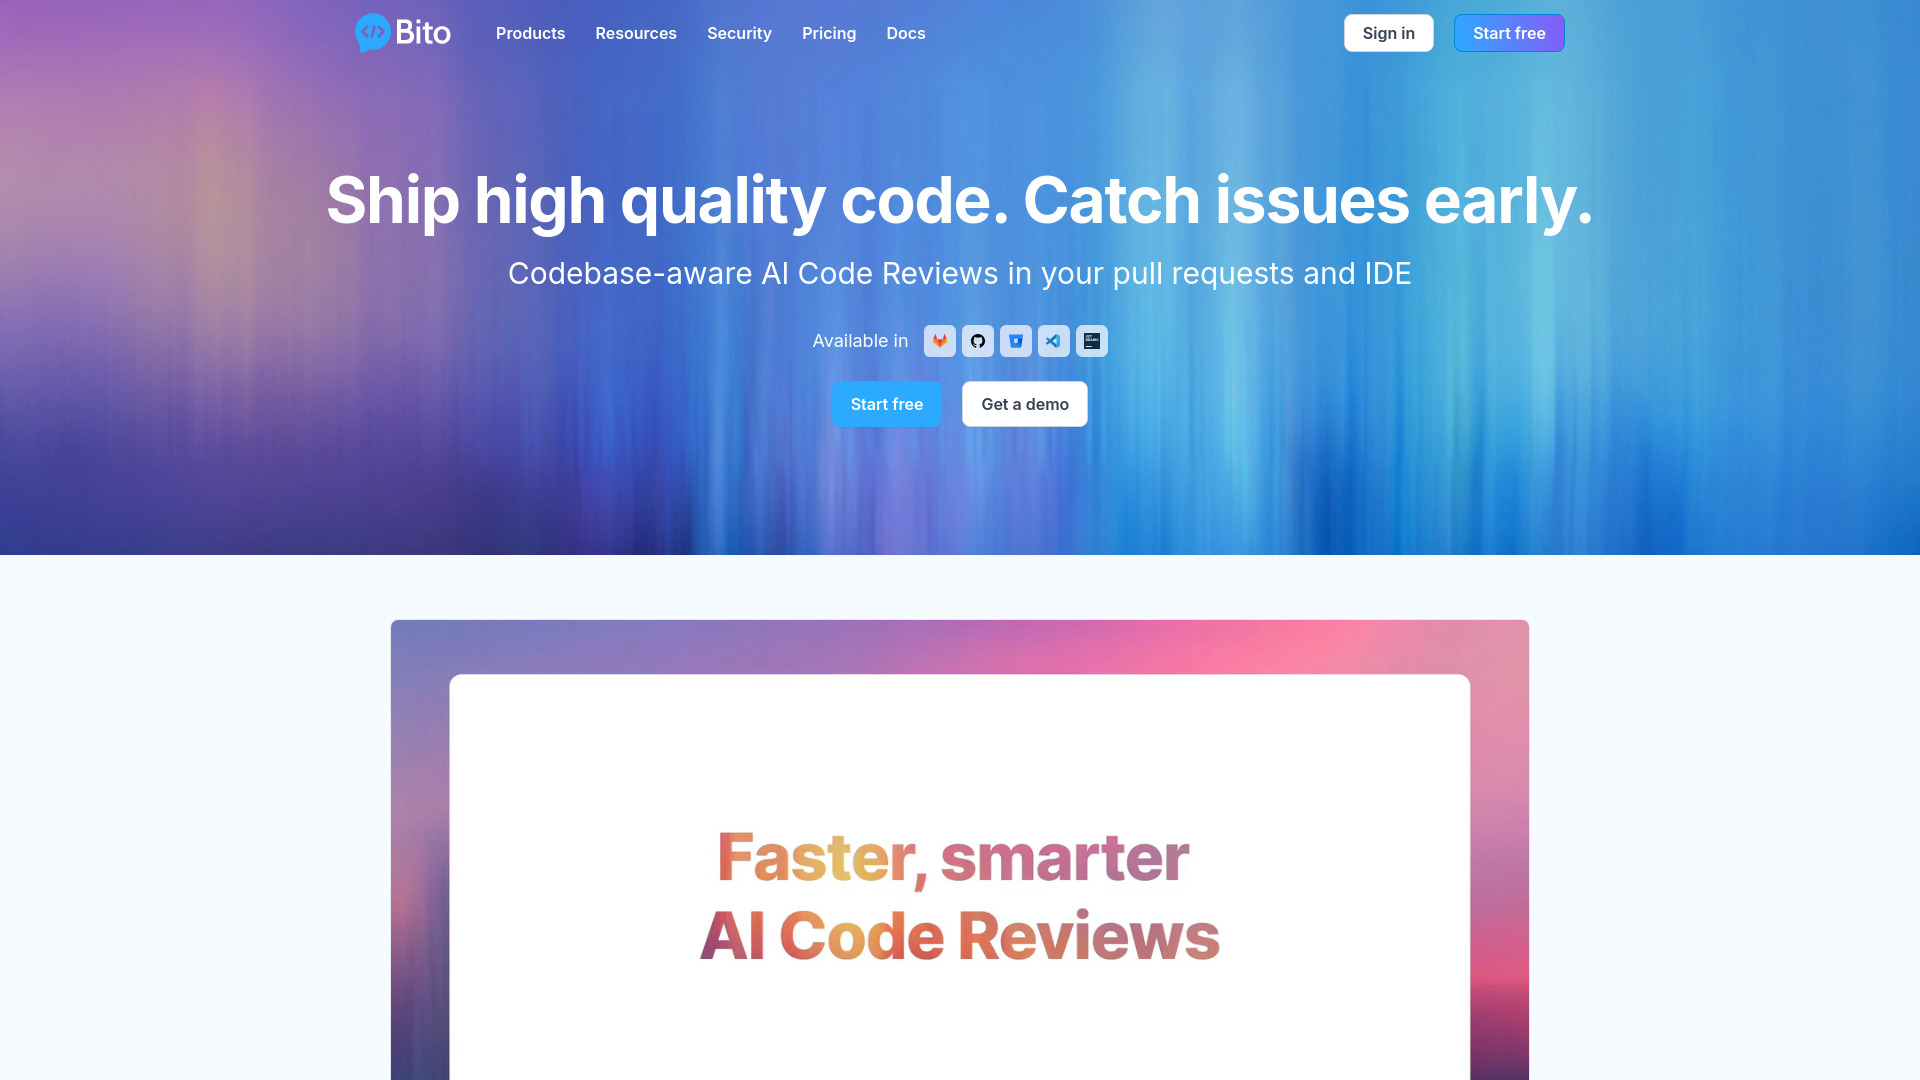 Bito
Products
Resources
Security
Pricing
Docs
Sign in
Start free
Ship high quality code. Catch issues early.
Codebase-aware AI Code Reviews in your pull requests and IDE
Available in
Start free
Get a demo
Faster, smarter
AI Code Reviews